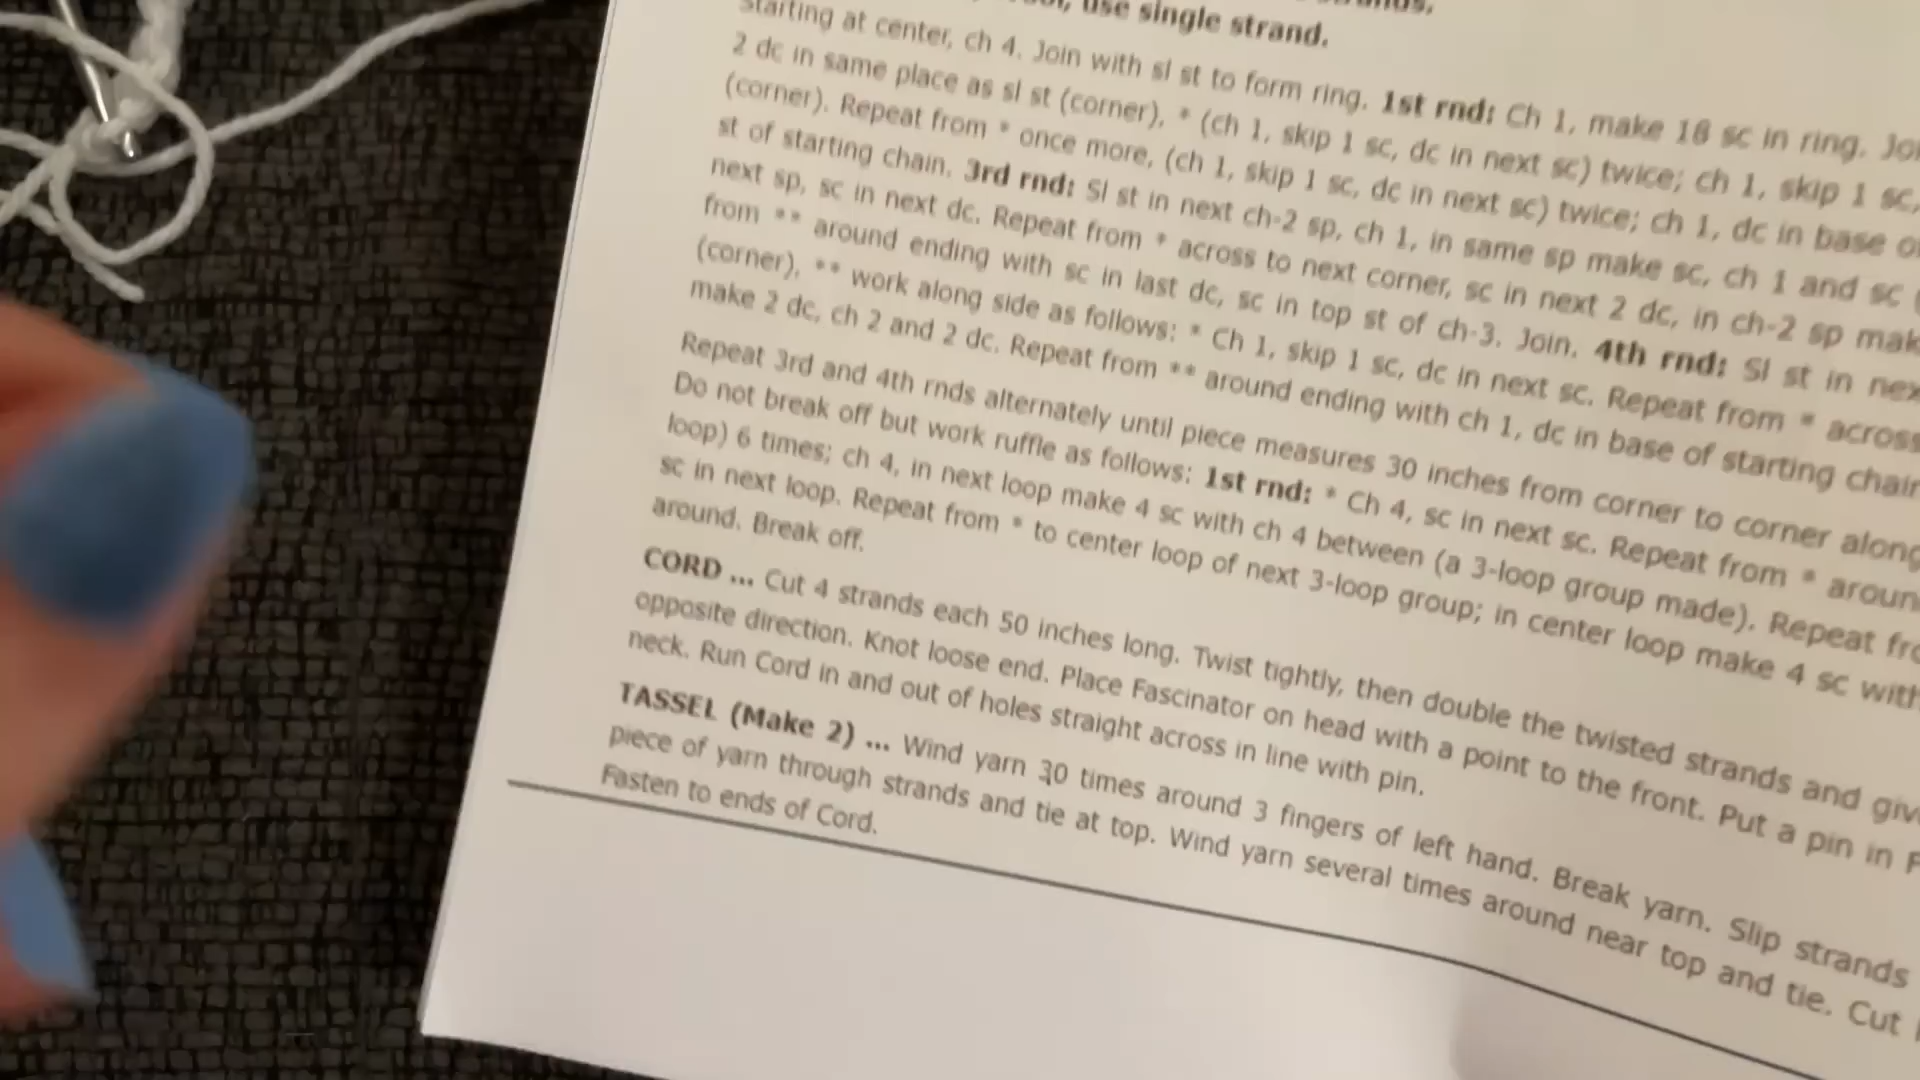 use single strand.
Starting at center, ch 4. Join with sl st to form ring. 1st rnd: Ch 1, make 18 sc in ring.
2 dc in same place as sl st (corner), * (ch 1, skip 1 sc, dc in next sc) twice; ch 1, skip 1 sc,
(corner). Repeat from * once more, (ch 1, skip 1 sc, dc in next sc) twice; ch 1, dc in base
st of starting chain. 3rd rnd: Sl st in next ch-2 sp, ch 1, in same sp make sc, ch 1 and sc
next sp, sc in next dc. Repeat from * across to next corner, sc in next 2 dc, in ch-2 sp
from ** around ending with sc in last dc, sc in top st of ch-3. Join. 4th rnd: Sl st in
(corner), ** work along side as follows: * Ch 1, skip 1 sc, dc in next sc. Repeat from * across
make 2 dc, ch 2 and 2 dc. Repeat from ** around ending with ch 1, dc in base of starting
Repeat 3rd and 4th rnds alternately until piece measures 30 inches from corner to corner along
Do not break off but work ruffle as follows: 1st rnd: * Ch 4, sc in next sc. Repeat from *
loop) 6 times; ch 4, in next loop make 4 sc with ch 4 between (a 3-loop group made). Repeat
sc in next loop. Repeat from * to center loop of next 3-loop group; in center loop make 4 sc
around. Break off.
CORD ... Cut 4 strands each 50 inches long. Twist tightly, then double the twisted strands and
opposite direction. Knot loose end. Place Fascinator on head with a point to the front. Put a pin in
neck. Run Cord in and out of holes straight across in line with pin.
TASSEL (Make 2) ... Wind yarn 30 times around 3 fingers of left hand. Break yarn. Slip strands
piece of yarn through strands and tie at top. Wind yarn several times around near top and tie. Cut
Fasten to ends of Cord.